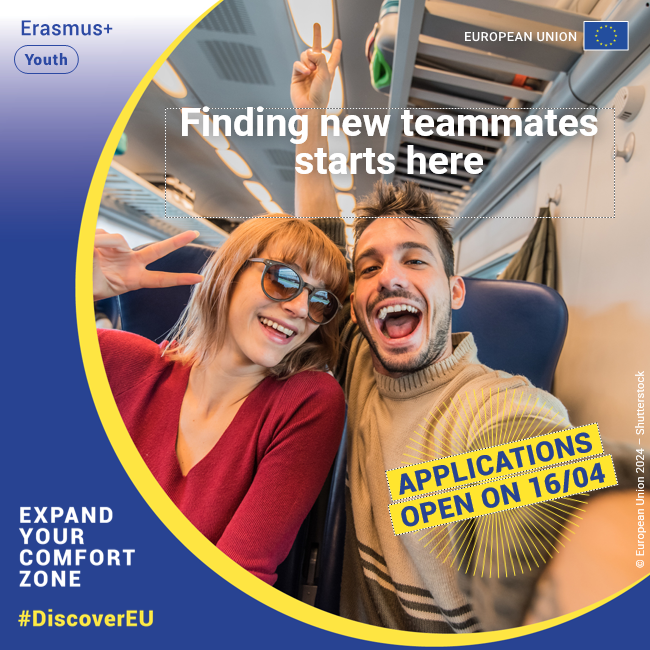 Erasmus+
Youth
EUROPEAN UNION
Finding new teammates
starts here
APPLICATIONS
OPEN ON 16/04
EXPAND
YOUR
COMFORT
ZONE
#DiscoverEU
© European Union 2024 – Shutterstock